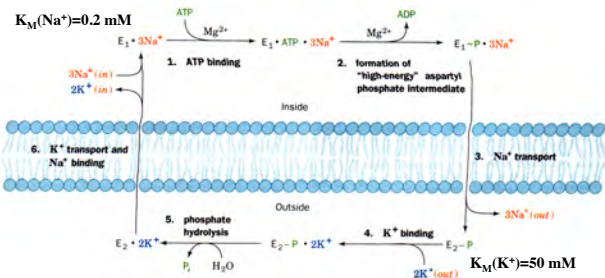 K_M(Na⁺)=0.2 mM
ATP
ADP
Mg²⁺
Mg²⁺
E₁ · 3Na⁺
E₁ · ATP · 3Na⁺
E₁~P · 3Na⁺
1. ATP binding
2. formation of
"high-energy" aspartyl
phosphate intermediate
3Na⁺(in)
2K⁺(in)
Inside
6. K⁺ transport and
Na⁺ binding
3. Na⁺ transport
Outside
3Na⁺(out)
5. phosphate
hydrolysis
4. K⁺ binding
E₂ · 2K⁺
E₂–P · 2K⁺
E₂–P
Pᵢ
H₂O
2K⁺(out)
K_M(K⁺)=50 mM